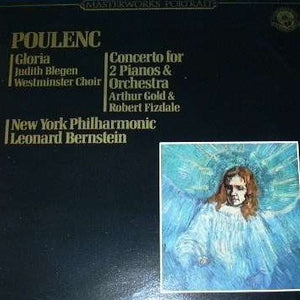 MASTERWORKS PORTRAIT
POULENC
Gloria
Judith Blegen
Westminster Choir
Concerto for
2 Pianos &
Orchestra
Arthur Gold &
Robert Fizdale
New York Philharmonic
Leonard Bernstein